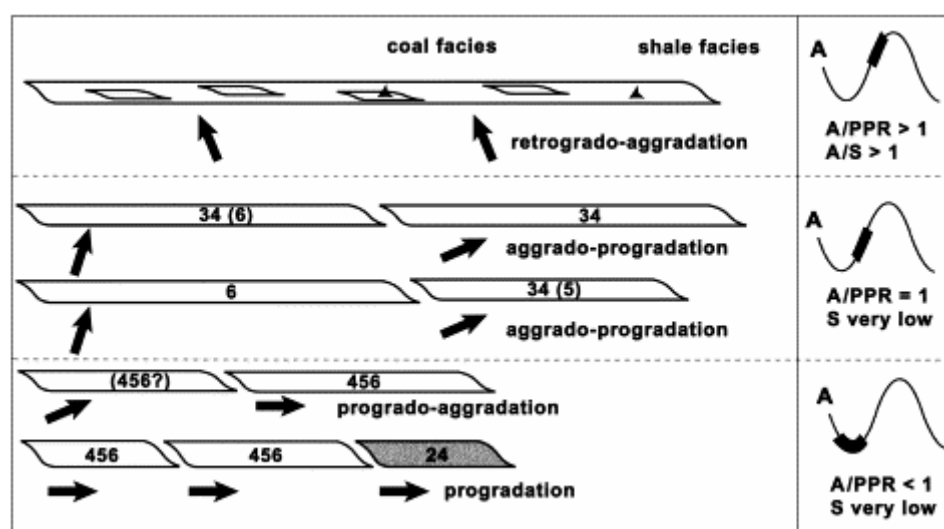 coal facies shale facies
A
retrogrado-aggradation
A/PPR > 1
A/S > 1
34 (6) 34
A
aggrado-progradation
6 34 (5)
aggrado-progradation
A/PPR = 1
S very low
(456?) 456
A
progrado-aggradation
456 456 24
progradation
A/PPR < 1
S very low